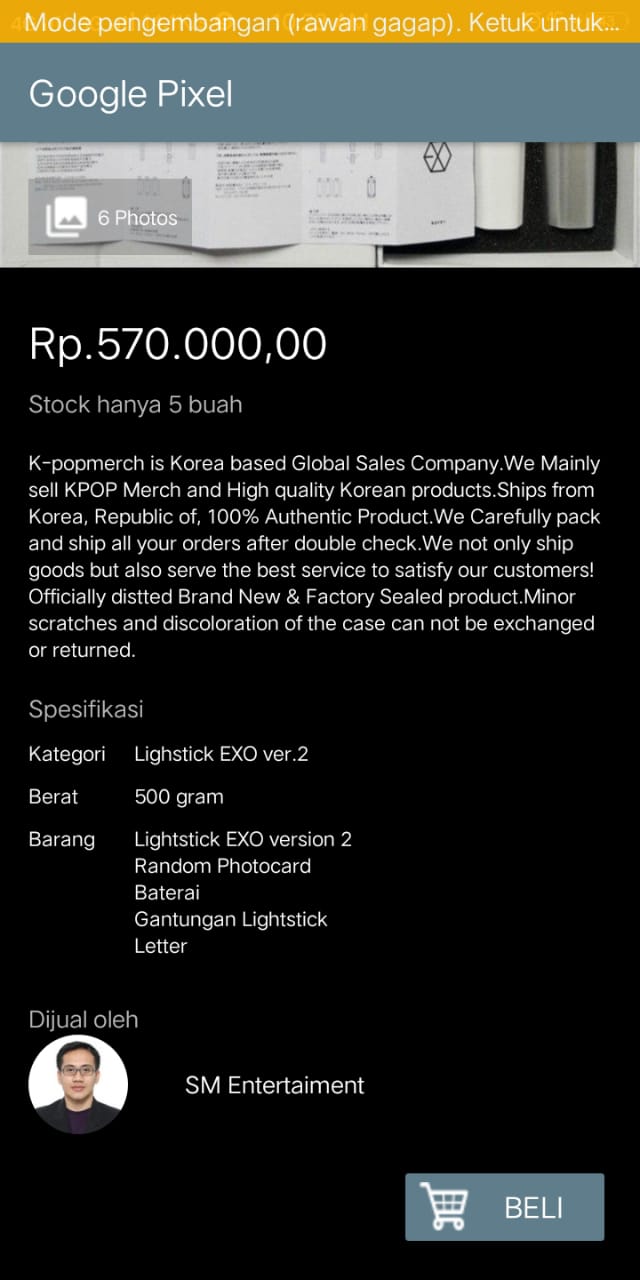 Mode pengembangan (rawan gagap). Ketuk untuk...
Google Pixel
6 Photos
Rp.570.000,00
Stock hanya 5 buah
K-popmerch is Korea based Global Sales Company.We Mainly
sell KPOP Merch and High quality Korean products.Ships from
Korea, Republic of, 100% Authentic Product.We Carefully pack
and ship all your orders after double check.We not only ship
goods but also serve the best service to satisfy our customers!
Officially distted Brand New & Factory Sealed product.Minor
scratches and discoloration of the case can not be exchanged
or returned.
Spesifikasi
Kategori Lighstick EXO ver.2
Berat 500 gram
Barang Lightstick EXO version 2
Random Photocard
Baterai
Gantungan Lightstick
Letter
Dijual oleh
SM Entertaiment
BELI